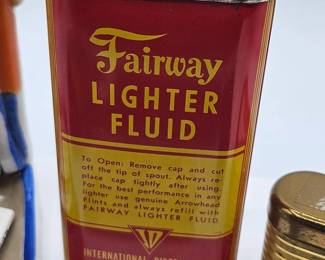 Fairway
LIGHTER
FLUID
To Open: Remove cap and cut
off the tip of spout. Always re-
place cap tightly after using.
For the best performance in any
lighter use genuine Arrowhead
Flints and always refill with
FAIRWAY LIGHTER FLUID.
INTERNATIONAL